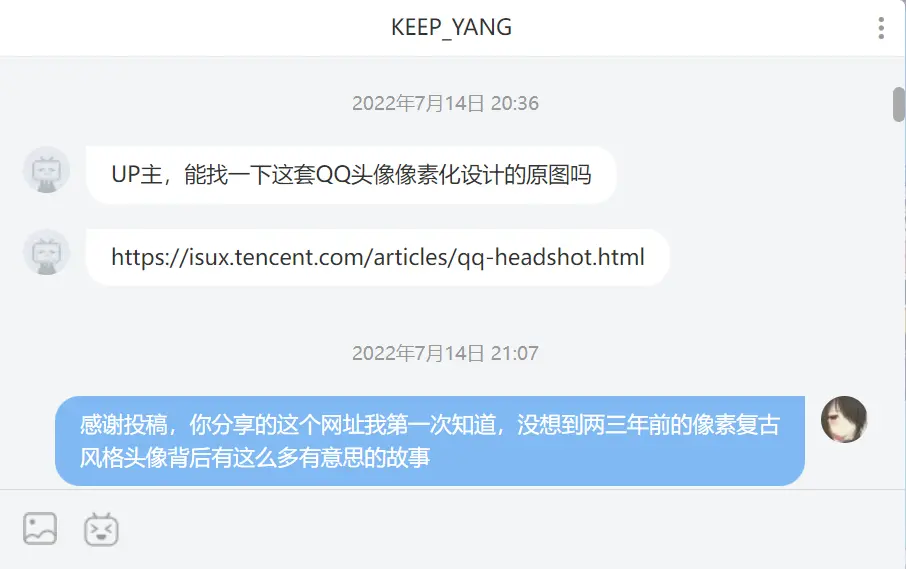 KEEP_YANG
2022年7月14日 20:36
UP主，能找一下这套QQ头像像素化设计的原图吗
https://isux.tencent.com/articles/qq-headshot.html
2022年7月14日 21:07
感谢投稿，你分享的这个网址我第一次知道，没想到两三年前的像素复古
风格头像背后有这么多有意思的故事